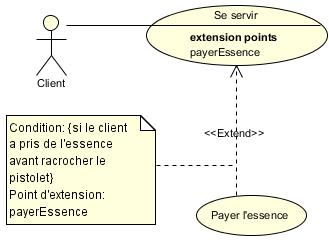 Se servir
extension points
payerEssence
Client
<<Extend>>
Condition: {si le client
a pris de l'essence
avant racrocher le
pistolet}
Point d'extension:
payerEssence
Payer l'essence